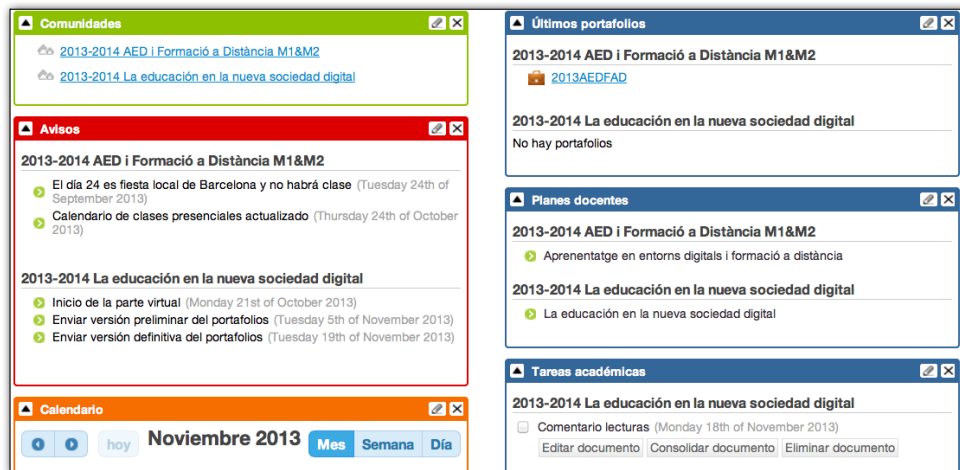 Comunidades
2013-2014 AED i Formació a Distància M1&M2
2013-2014 La educación en la nueva sociedad digital
Avisos
2013-2014 AED i Formació a Distància M1&M2
El día 24 es fiesta local de Barcelona y no habrá clase (Tuesday 24th of
September 2013)
Calendario de clases presenciales actualizado (Thursday 24th of October
2013)
2013-2014 La educación en la nueva sociedad digital
Inicio de la parte virtual (Monday 21st of October 2013)
Enviar versión preliminar del portafolios (Tuesday 5th of November 2013)
Enviar versión definitiva del portafolios (Tuesday 19th of November 2013)
Calendario
hoy
Noviembre 2013
Mes Semana Día
Últimos portafolios
2013-2014 AED i Formació a Distància M1&M2
2013AEDFAD
2013-2014 La educación en la nueva sociedad digital
No hay portafolios
Planes docentes
2013-2014 AED i Formació a Distància M1&M2
Aprenentatge en entorns digitals i formació a distància
2013-2014 La educación en la nueva sociedad digital
La educación en la nueva sociedad digital
Tareas académicas
2013-2014 La educación en la nueva sociedad digital
Comentario lecturas (Monday 18th of November 2013)
Editar documento Consolidar documento Eliminar documento